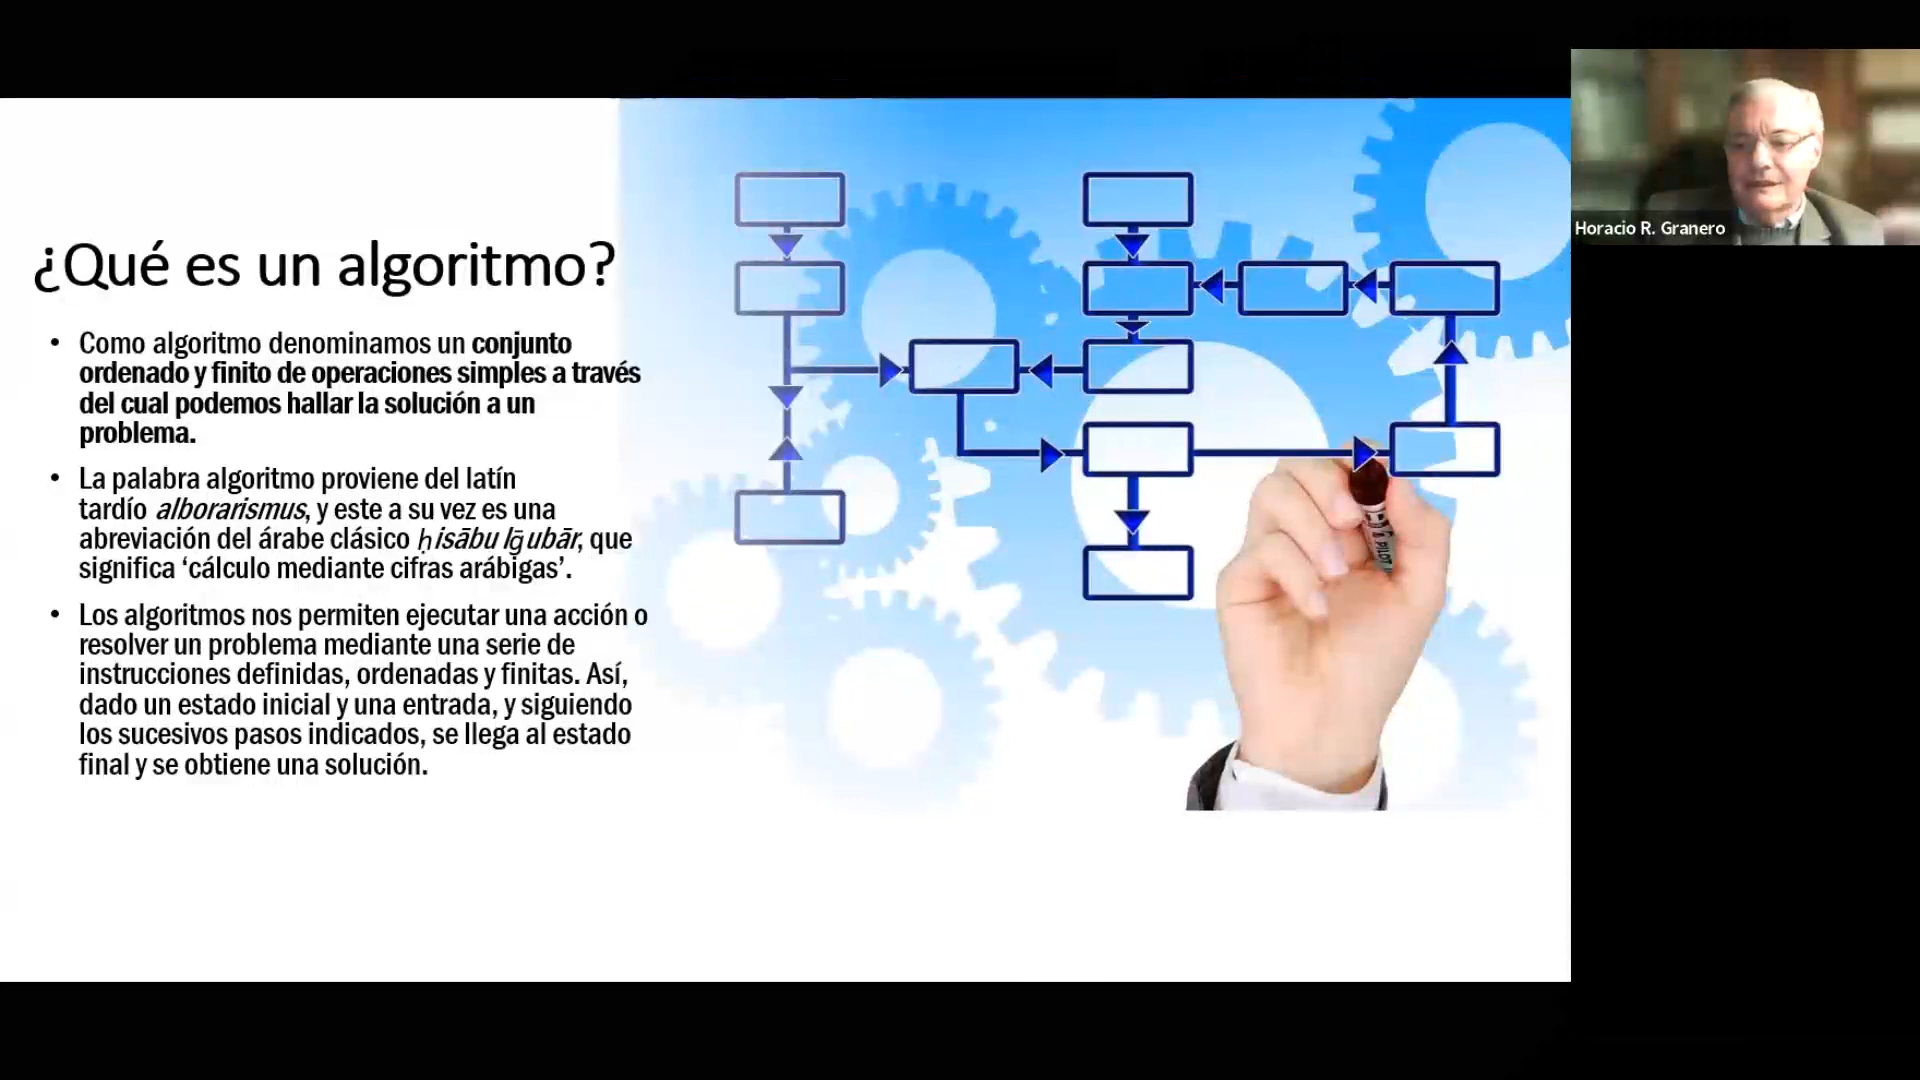 ¿Qué es un algoritmo?
• Como algoritmo denominamos un conjunto
ordenado y finito de operaciones simples a través
del cual podemos hallar la solución a un
problema.
• La palabra algoritmo proviene del latín
tardío alborarismus, y este a su vez es una
abreviación del árabe clásico ḥisābu lḡubār, que
significa ‘cálculo mediante cifras arábigas’.
• Los algoritmos nos permiten ejecutar una acción o
resolver un problema mediante una serie de
instrucciones definidas, ordenadas y finitas. Así,
dado un estado inicial y una entrada, y siguiendo
los sucesivos pasos indicados, se llega al estado
final y se obtiene una solución.
PILOT
Horacio R. Granero